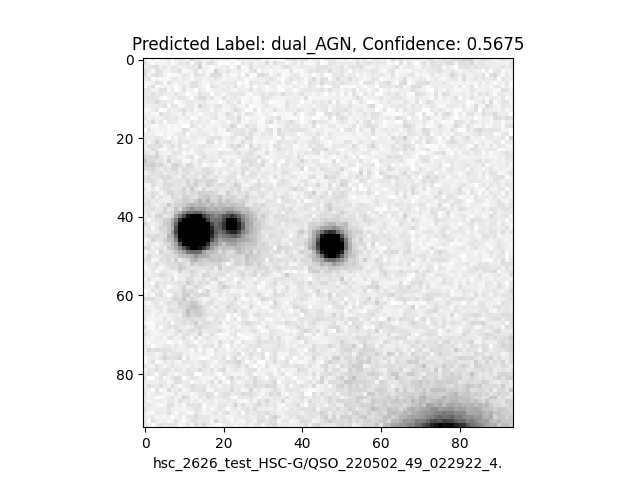 Predicted Label: dual_AGN, Confidence: 0.5675
0
20
40
60
80
0 20 40 60 80
hsc_2626_test_HSC-G/QSO_220502_49_022922_4.